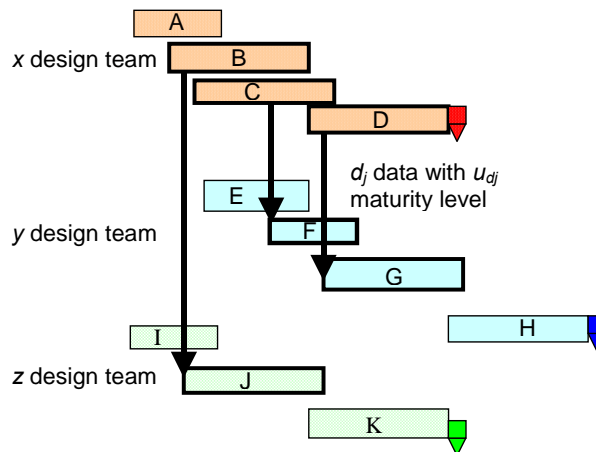 A
x design team
B
C
D
d_j data with u_dj
maturity level
E
y design team
F
G
H
I
z design team
J
K